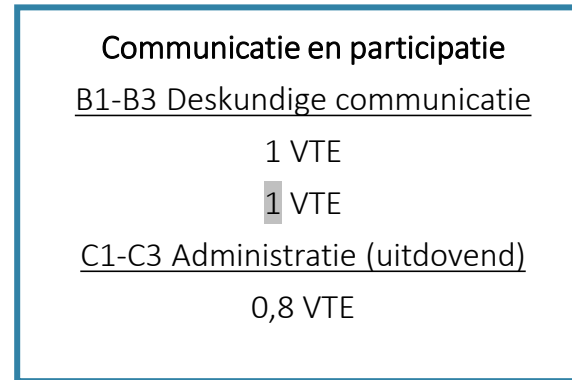 Communicatie en participatie
B1-B3 Deskundige communicatie
1 VTE
1 VTE
C1-C3 Administratie (uitdovend)
0,8 VTE